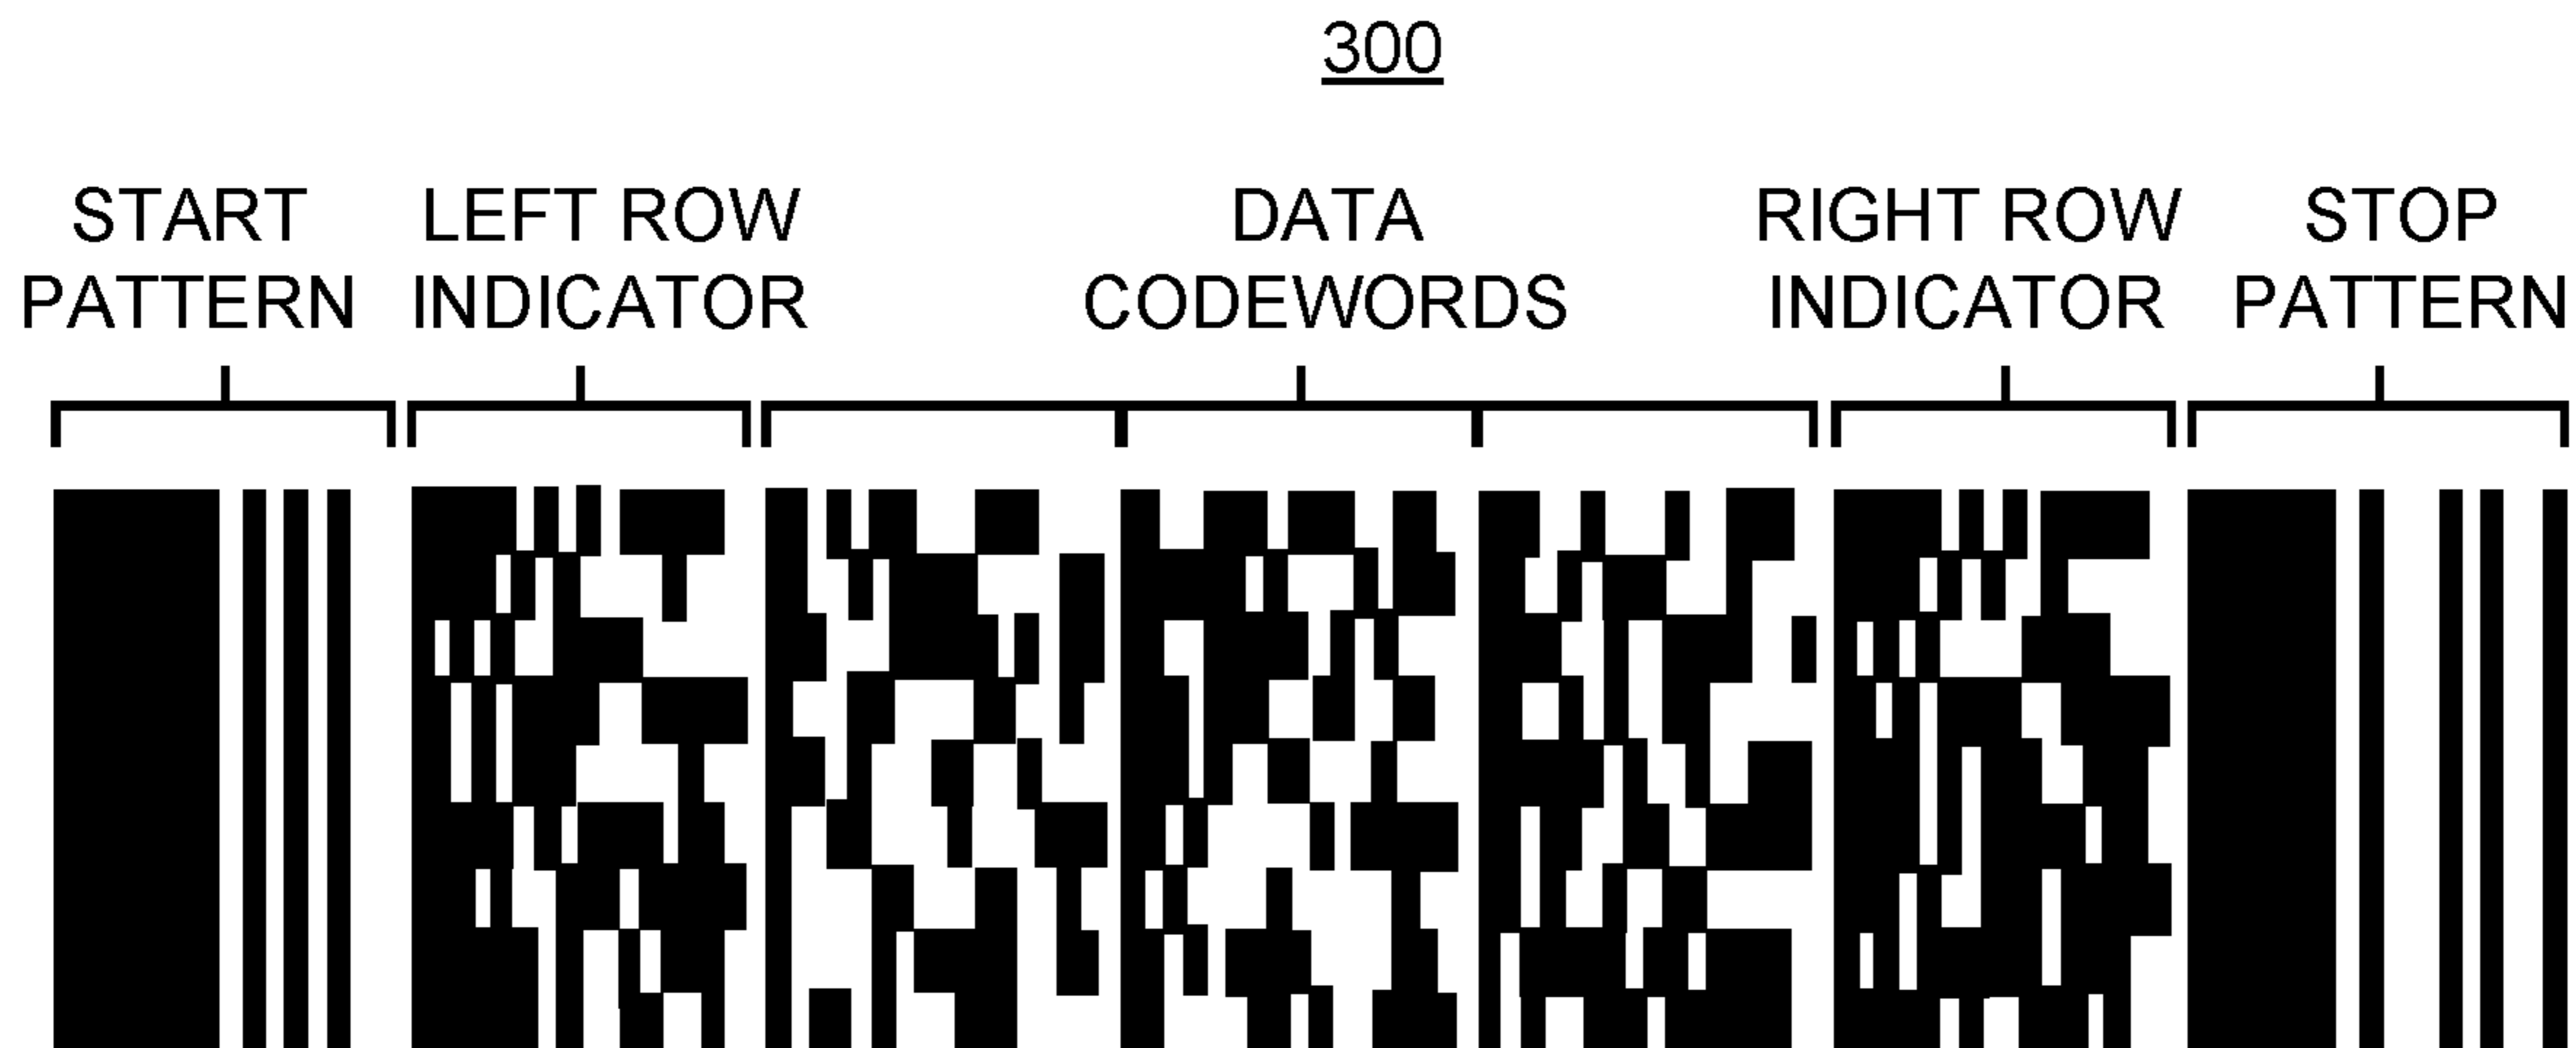 300
START PATTERN
LEFT ROW INDICATOR
DATA CODEWORDS
RIGHT ROW INDICATOR
STOP PATTERN